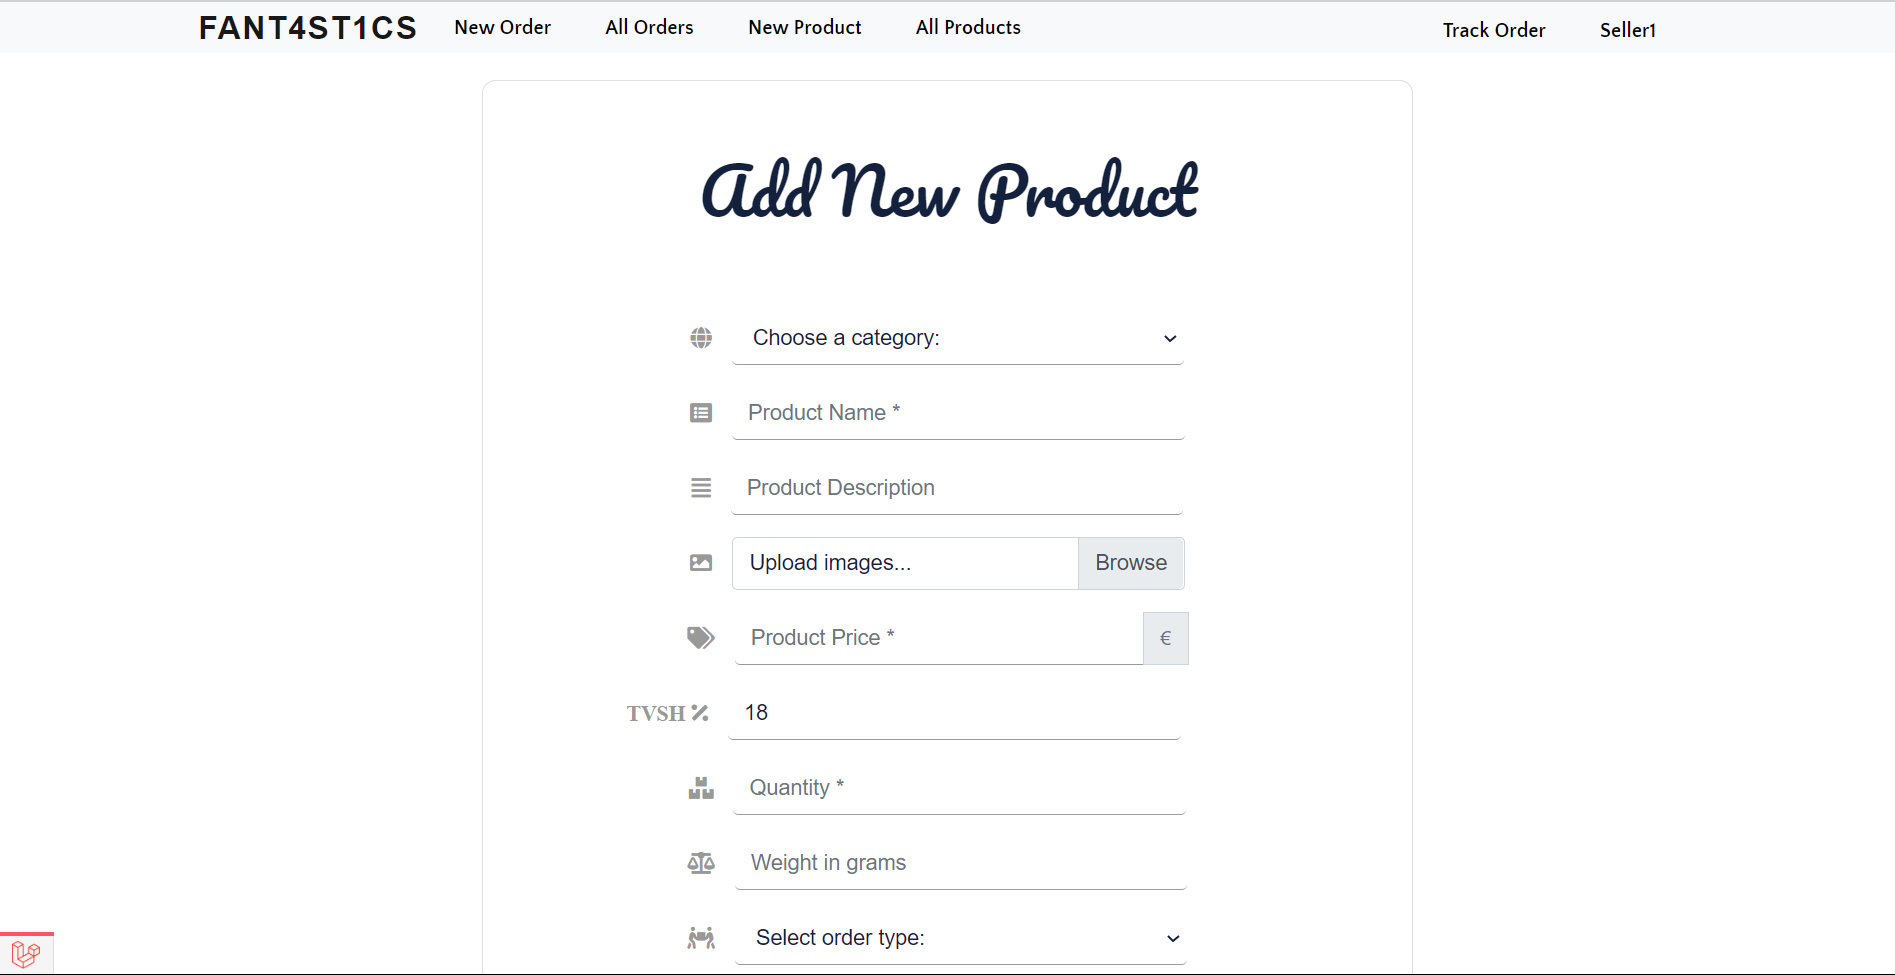 FANT4ST1CS New Order All Orders New Product All Products Track Order Seller1
Add New Product
Choose a category:
Product Name *
Product Description
Upload images... Browse
Product Price * €
TVSH % 18
Quantity *
Weight in grams
Select order type: